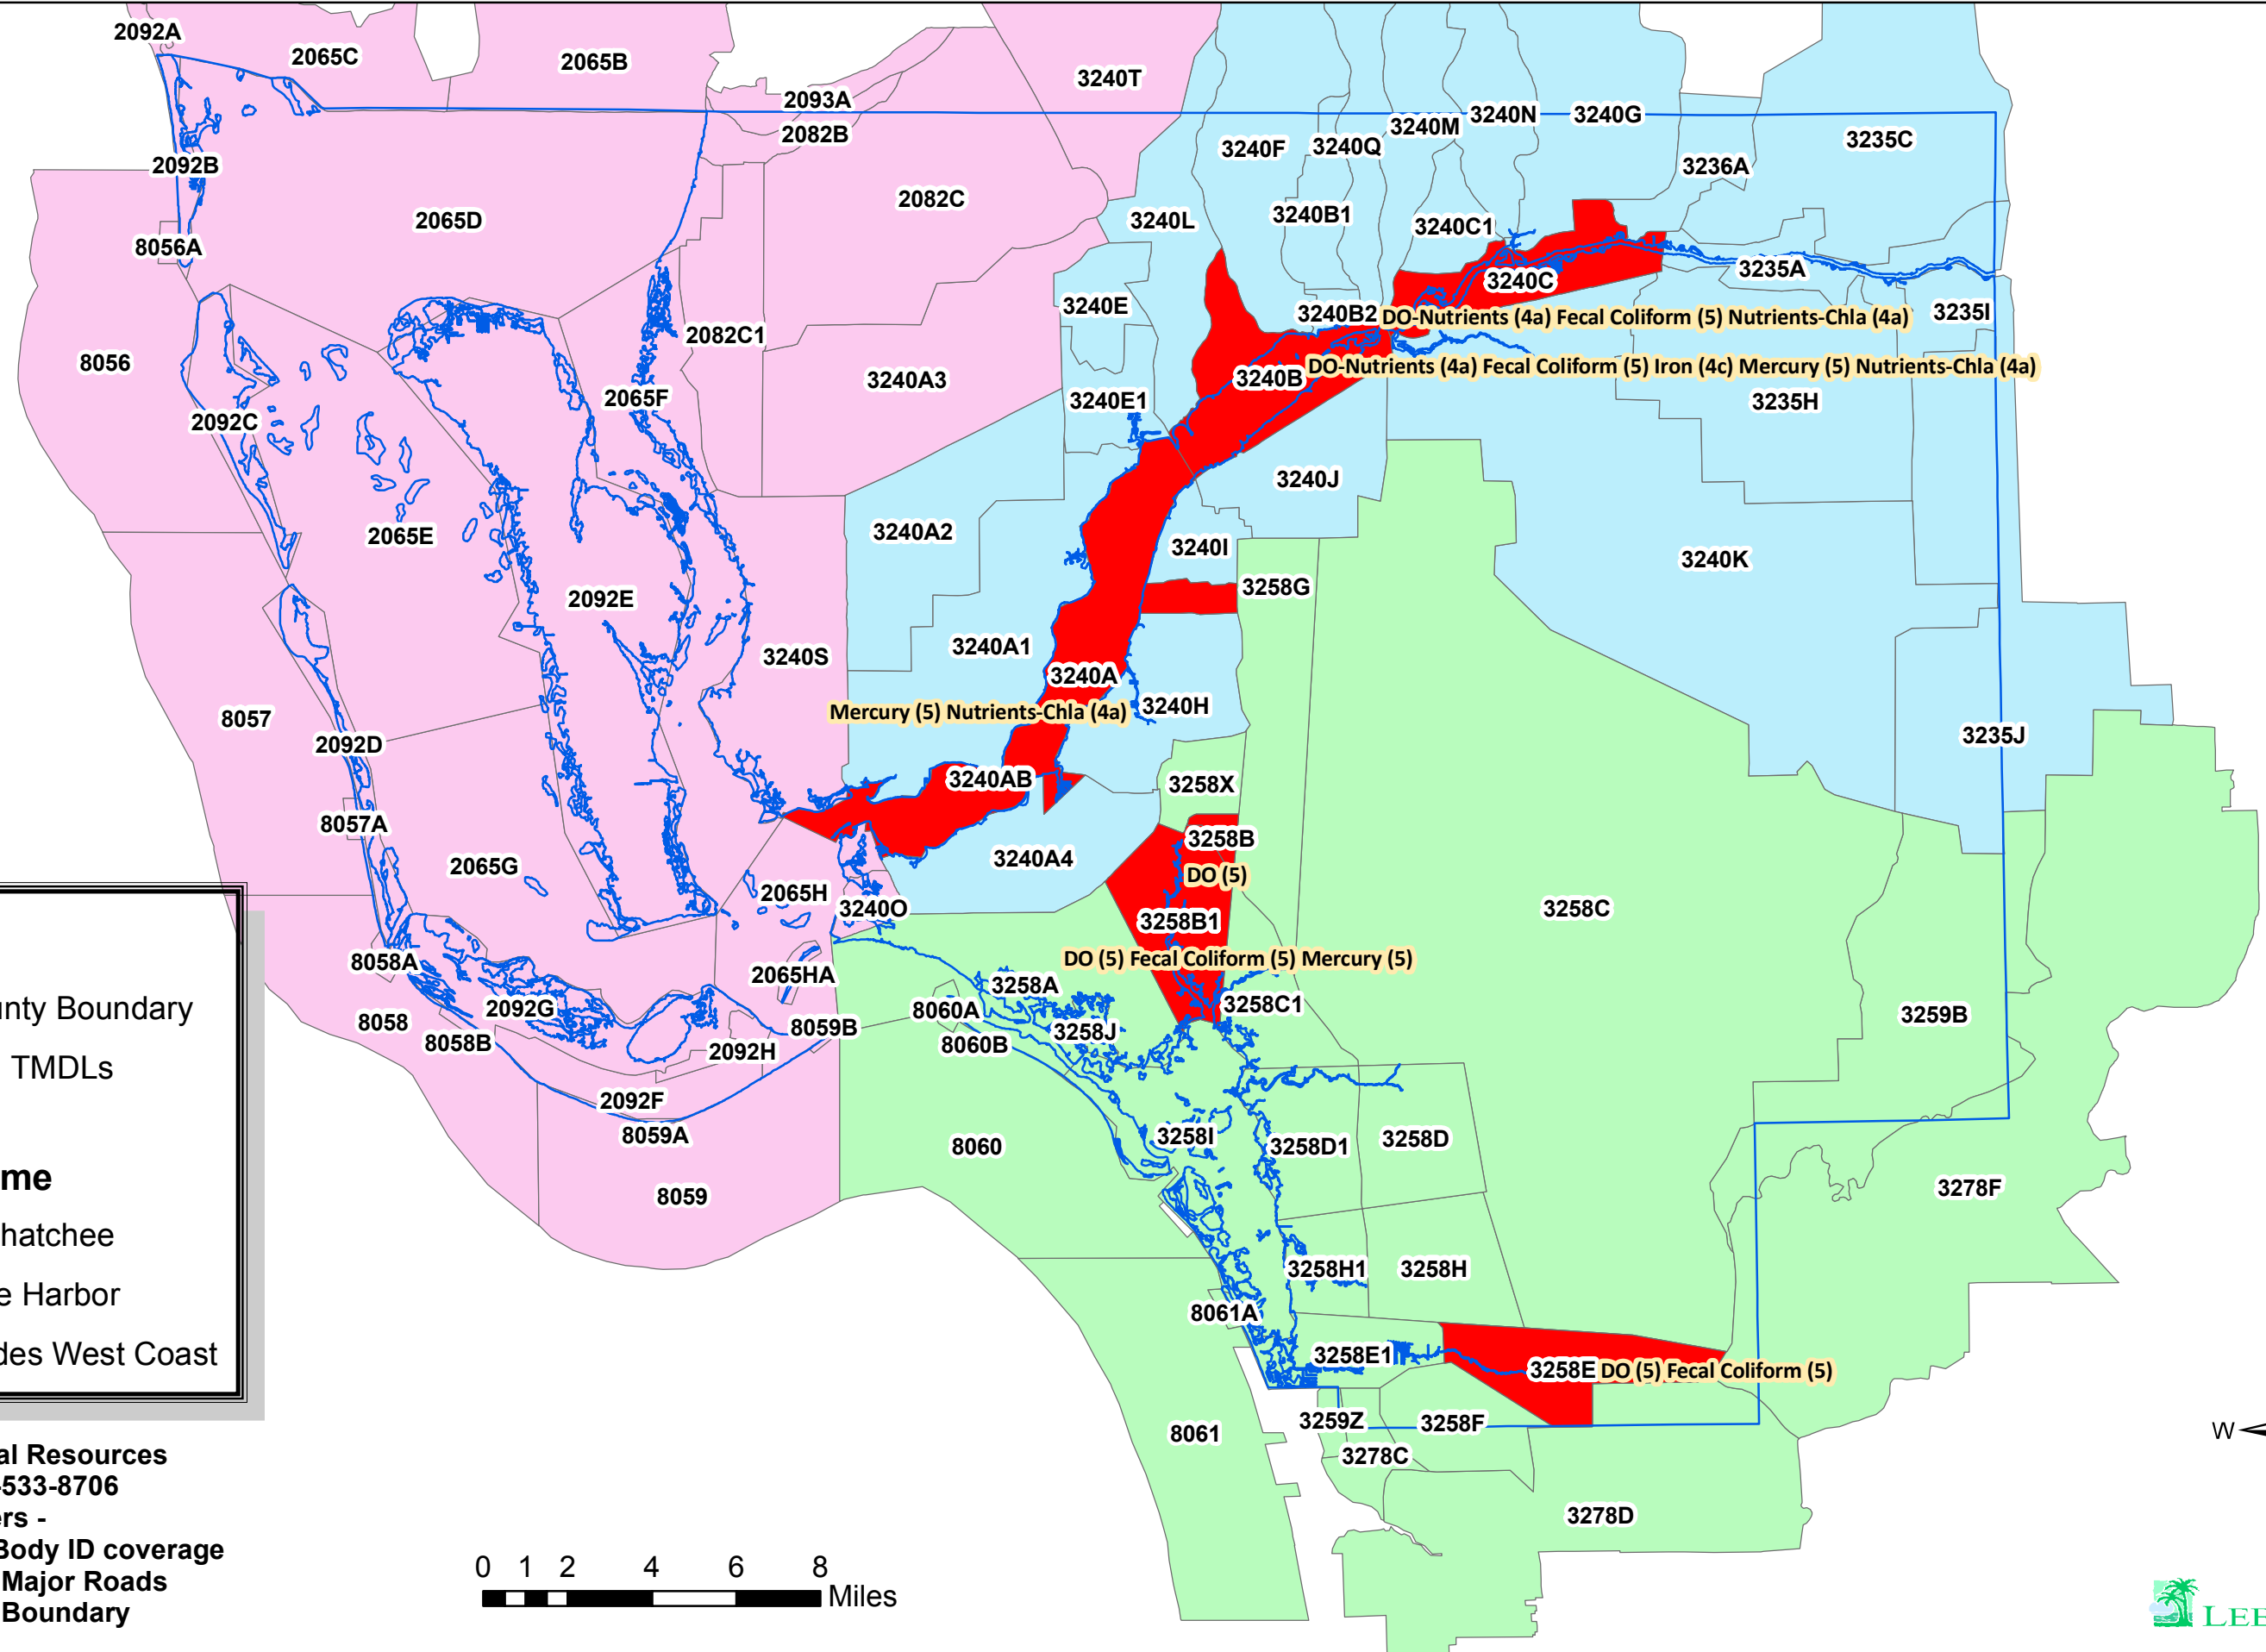 2092A
2065C
2065B
3240T
2093A
2082B
3240F
3240Q
3240M
3240N
3240G
3235C
3236A
2092B
2082C
2065D
3240L
3240B1
3240C1
8056A
3235A
3240C
3240E
3240B2
DO-Nutrients (4a) Fecal Coliform (5) Nutrients-Chla (4a)
3235I
2082C1
8056
3240A3
3240B
DO-Nutrients (4a) Fecal Coliform (5) Iron (4c) Mercury (5) Nutrients-Chla (4a)
2065F
3240E1
3235H
2092C
3240J
2065E
3240A2
3240I
3240K
3258G
2092E
3240A1
3240S
3240A
3240H
Mercury (5) Nutrients-Chla (4a)
8057
2092D
3235J
3240AB
3258X
8057A
3258B
2065G
3240A4
DO (5)
2065H
3240O
3258B1
3258C
DO (5) Fecal Coliform (5) Mercury (5)
8058A
2065HA
3258A
2092G
8060A
3258C1
3259B
8058
8058B
8059B
3258J
8060B
2092H
2092F
8059A
3258I
3258D1
3258D
8060
8059
3278F
3258H1
3258H
8061A
3258E1
3258E
DO (5) Fecal Coliform (5)
3259Z
3258F
8061
3278C
3278D
unty Boundary
TMDLs
me
hatchee
e Harbor
des West Coast
al Resources
-533-8706
ers -
Body ID coverage
Major Roads
Boundary
0 1 2 4 6 8
Miles
W
LEE